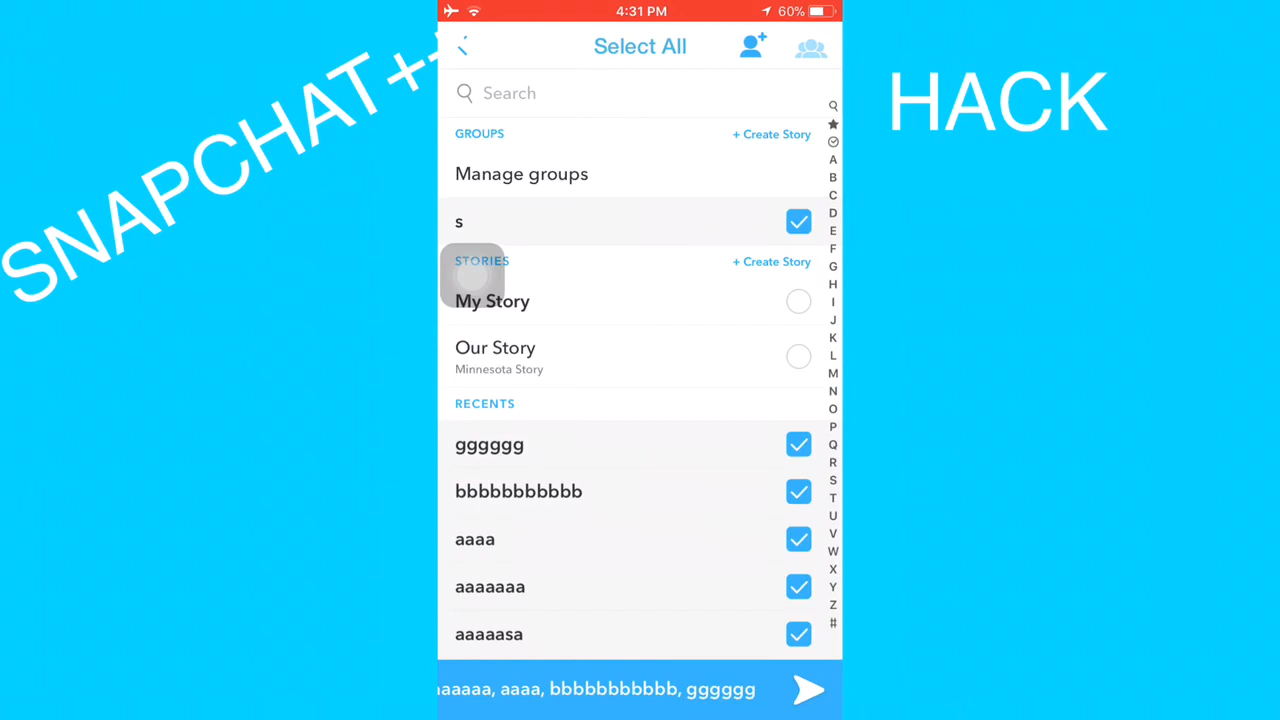 4:31 PM
60%
Select All
SNAPCHAT++
HACK
Search
GROUPS
+ Create Story
Manage groups
s
STORIES
+ Create Story
My Story
Our Story
Minnesota Story
RECENTS
gggggg
bbbbbbbbbbb
aaaa
aaaaaaa
aaaaasa
A
B
C
D
E
F
G
H
I
J
K
L
M
N
O
P
Q
R
S
T
U
V
W
X
Y
Z
#
aaaaaa, aaaa, bbbbbbbbbbb, gggggg